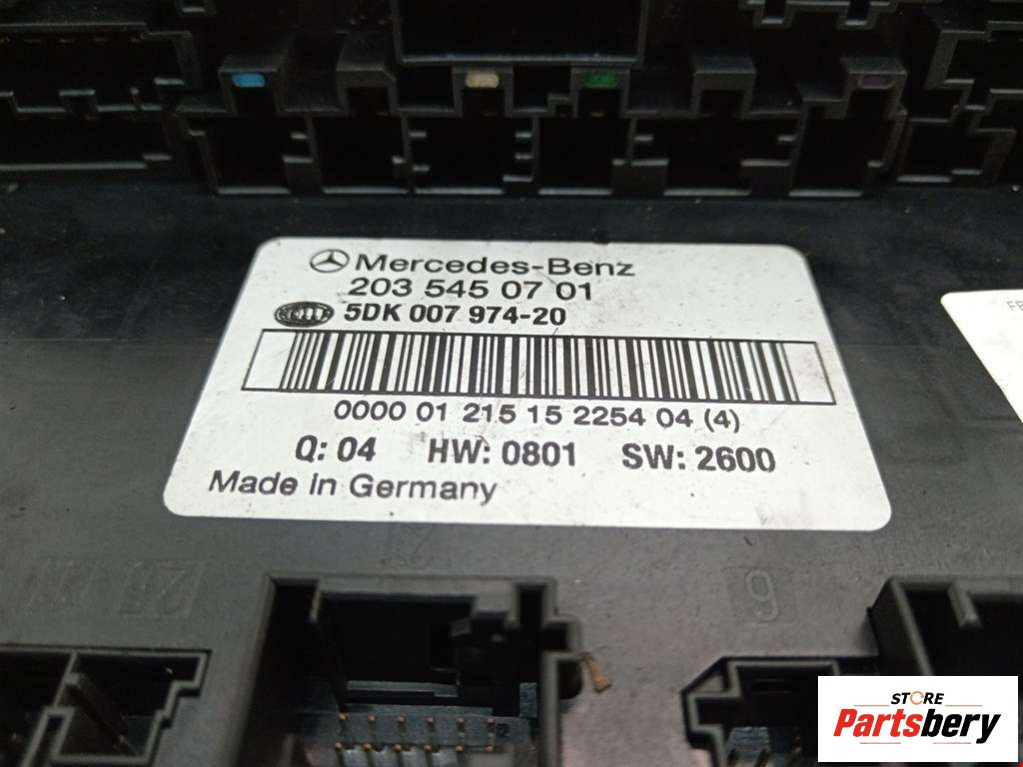 Mercedes-Benz
203 545 07 01
5DK 007 974-20
0000 01 215 15 2254 04 (4)
Q: 04 HW: 0801 SW: 2600
Made in Germany
9
STORE
Partsbery